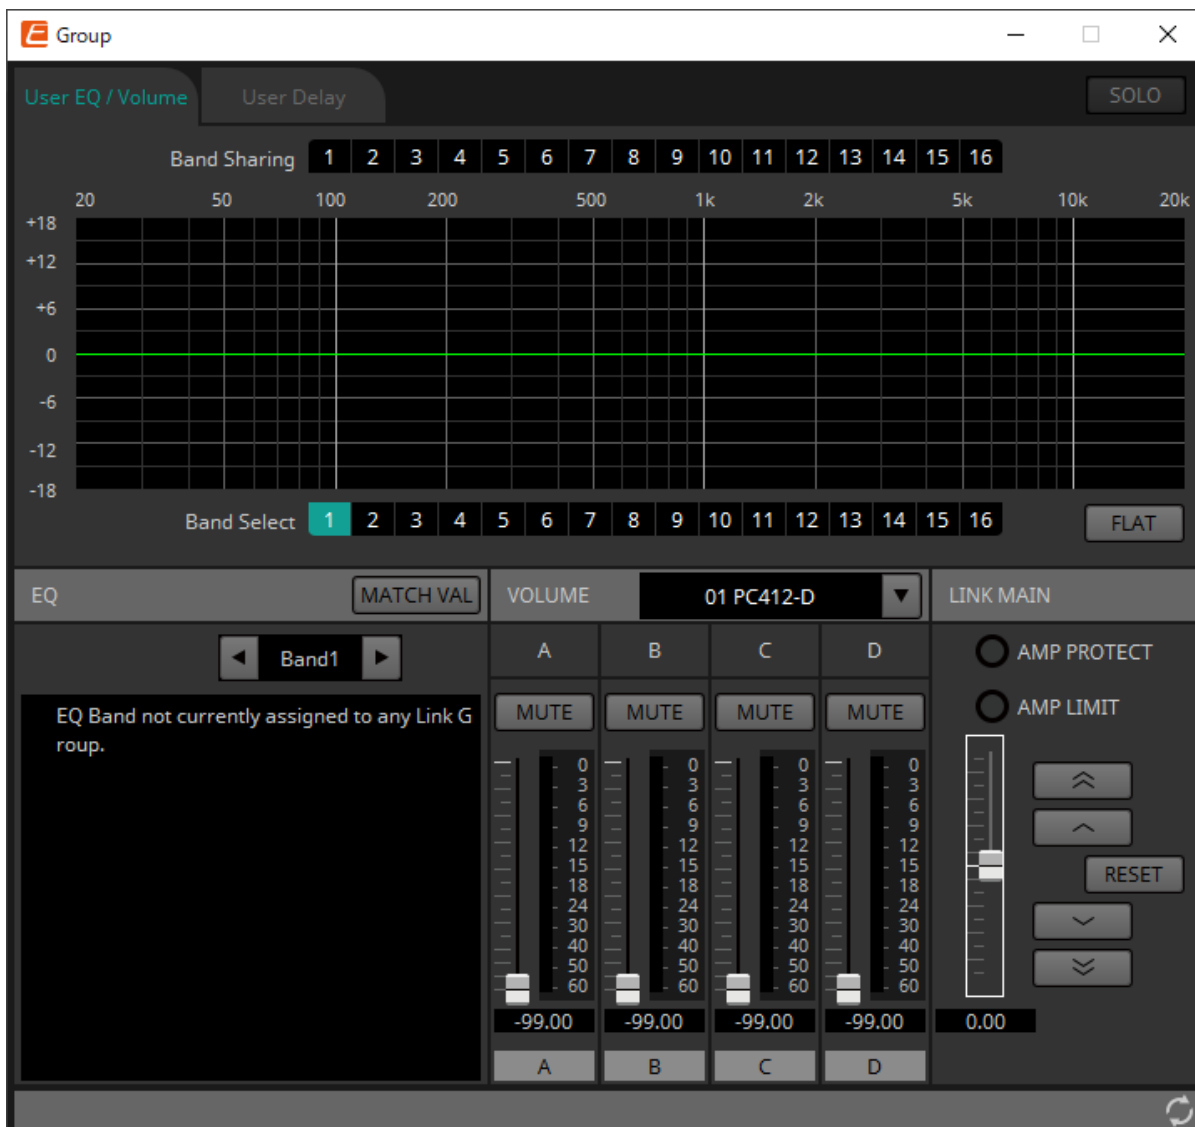 Group
User EQ / Volume User Delay SOLO
Band Sharing 1 2 3 4 5 6 7 8 9 10 11 12 13 14 15 16
20 50 100 200 500 1k 2k 5k 10k 20k
+18
+12
+6
0
-6
-12
-18
Band Select 1 2 3 4 5 6 7 8 9 10 11 12 13 14 15 16
FLAT
EQ MATCH VAL VOLUME 01 PC412-D LINK MAIN
Band1 A B C D AMP PROTECT
EQ Band not currently assigned to any Link G
roup.
MUTE MUTE MUTE MUTE AMP LIMIT
0 0 0 0
3 3 3 3
6 6 6 6
9 9 9 9
12 12 12 12
15 15 15 15
18 18 18 18
RESET
24 24 24 24
30 30 30 30
40 40 40 40
50 50 50 50
60 60 60 60
-99.00 -99.00 -99.00 -99.00 0.00
A B C D